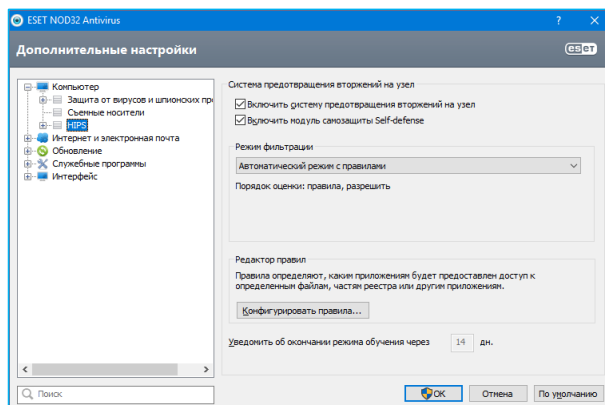 ESET NOD32 Antivirus
Дополнительные настройки
eset
Компьютер
Защита от вирусов и шпионских про
Съемные носители
HIPS
Интернет и электронная почта
Обновление
Служебные программы
Интерфейс
Поиск
Система предотвращения вторжений на узел
Включить систему предотвращения вторжений на узел
Включить модуль самозащиты Self-defense
Режим фильтрации
Автоматический режим с правилами
Порядок оценки: правила, разрешить
Редактор правил
Правила определяют, каким приложениям будет предоставлен доступ к
определенным файлам, частям реестра или другим приложениям.
Конфигурировать правила...
Уведомить об окончании режима обучения через 14 дн.
OK Отмена По умолчанию